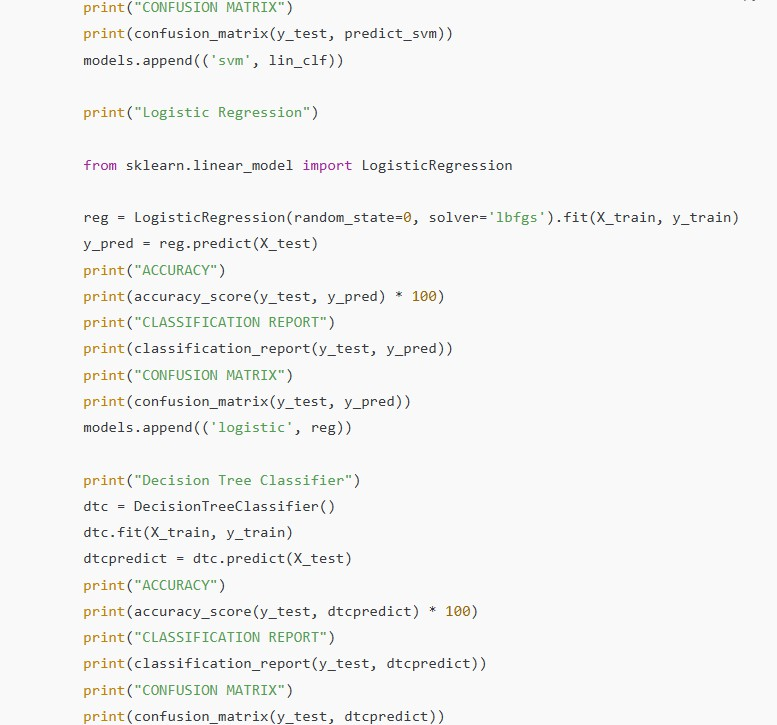 print("CONFUSION MATRIX")
print(confusion_matrix(y_test, predict_svm))
models.append(('svm', lin_clf))
print("Logistic Regression")
from sklearn.linear_model import LogisticRegression
reg = LogisticRegression(random_state=0, solver='lbfgs').fit(X_train, y_train)
y_pred = reg.predict(X_test)
print("ACCURACY")
print(accuracy_score(y_test, y_pred) * 100)
print("CLASSIFICATION REPORT")
print(classification_report(y_test, y_pred))
print("CONFUSION MATRIX")
print(confusion_matrix(y_test, y_pred))
models.append(('logistic', reg))
print("Decision Tree Classifier")
dtc = DecisionTreeClassifier()
dtc.fit(X_train, y_train)
dtcpredict = dtc.predict(X_test)
print("ACCURACY")
print(accuracy_score(y_test, dtcpredict) * 100)
print("CLASSIFICATION REPORT")
print(classification_report(y_test, dtcpredict))
print("CONFUSION MATRIX")
print(confusion_matrix(y_test, dtcpredict))